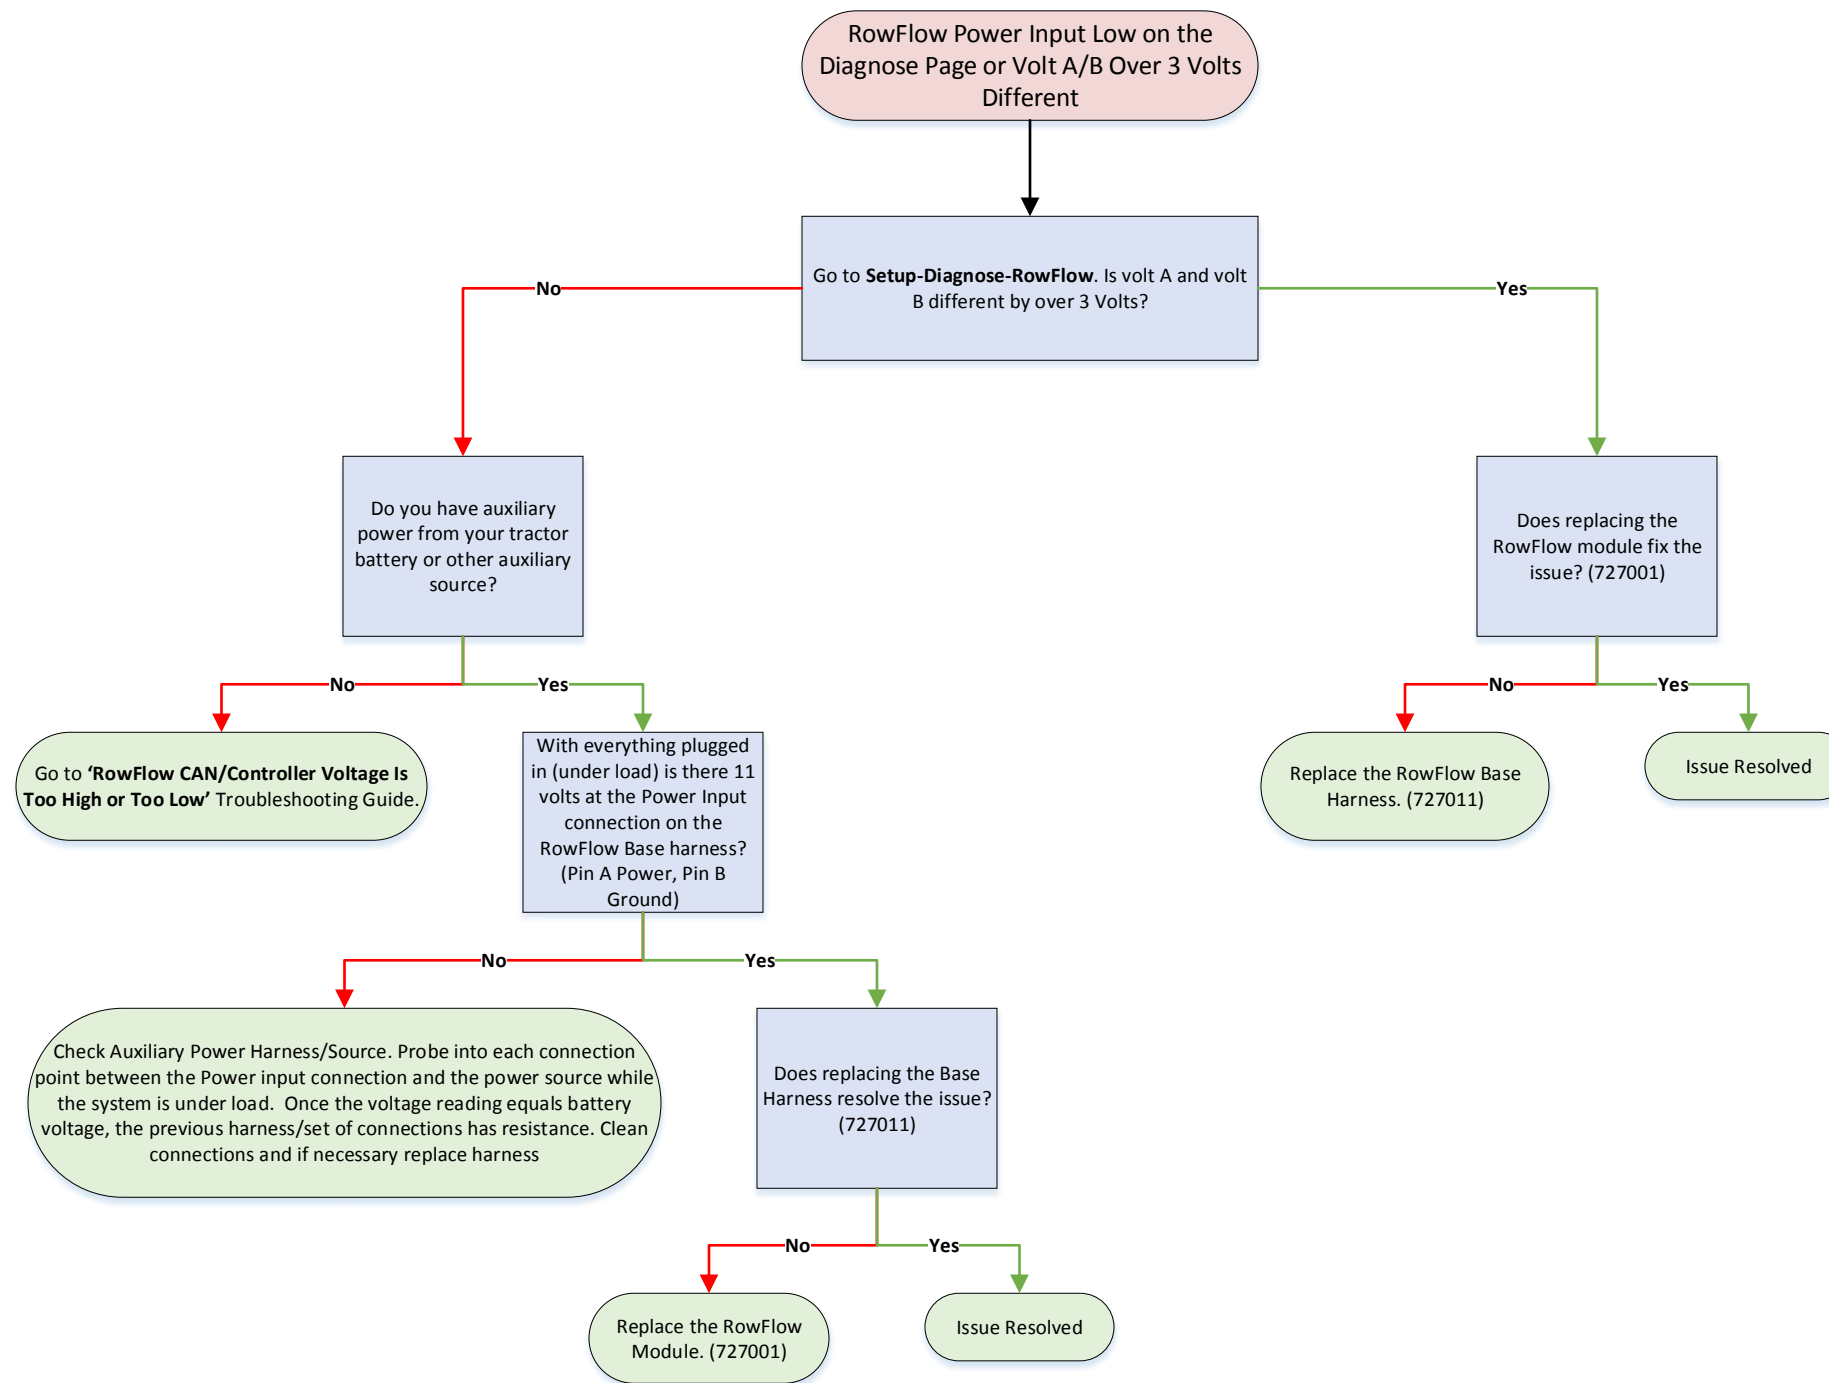 RowFlow Power Input Low on the
Diagnose Page or Volt A/B Over 3 Volts
Different
Go to Setup-Diagnose-RowFlow. Is volt A and volt
B different by over 3 Volts?
No
Yes
Do you have auxiliary
power from your tractor
battery or other auxiliary
source?
Does replacing the
RowFlow module fix the
issue? (727001)
No
Yes
No
Yes
Go to ‘RowFlow CAN/Controller Voltage Is
Too High or Too Low’ Troubleshooting Guide.
With everything plugged
in (under load) is there 11
volts at the Power Input
connection on the
RowFlow Base harness?
(Pin A Power, Pin B
Ground)
Replace the RowFlow Base
Harness. (727011)
Issue Resolved
No
Yes
Check Auxiliary Power Harness/Source. Probe into each connection
point between the Power input connection and the power source while
the system is under load.  Once the voltage reading equals battery
voltage, the previous harness/set of connections has resistance. Clean
connections and if necessary replace harness
Does replacing the Base
Harness resolve the issue?
(727011)
No
Yes
Replace the RowFlow
Module. (727001)
Issue Resolved